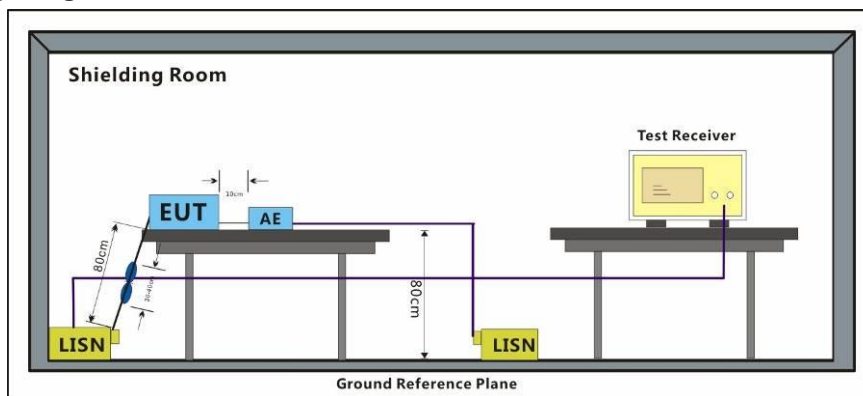 Shielding Room
Test Receiver
10cm
EUT
AE
80cm
80cm
LISN
LISN
Ground Reference Plane